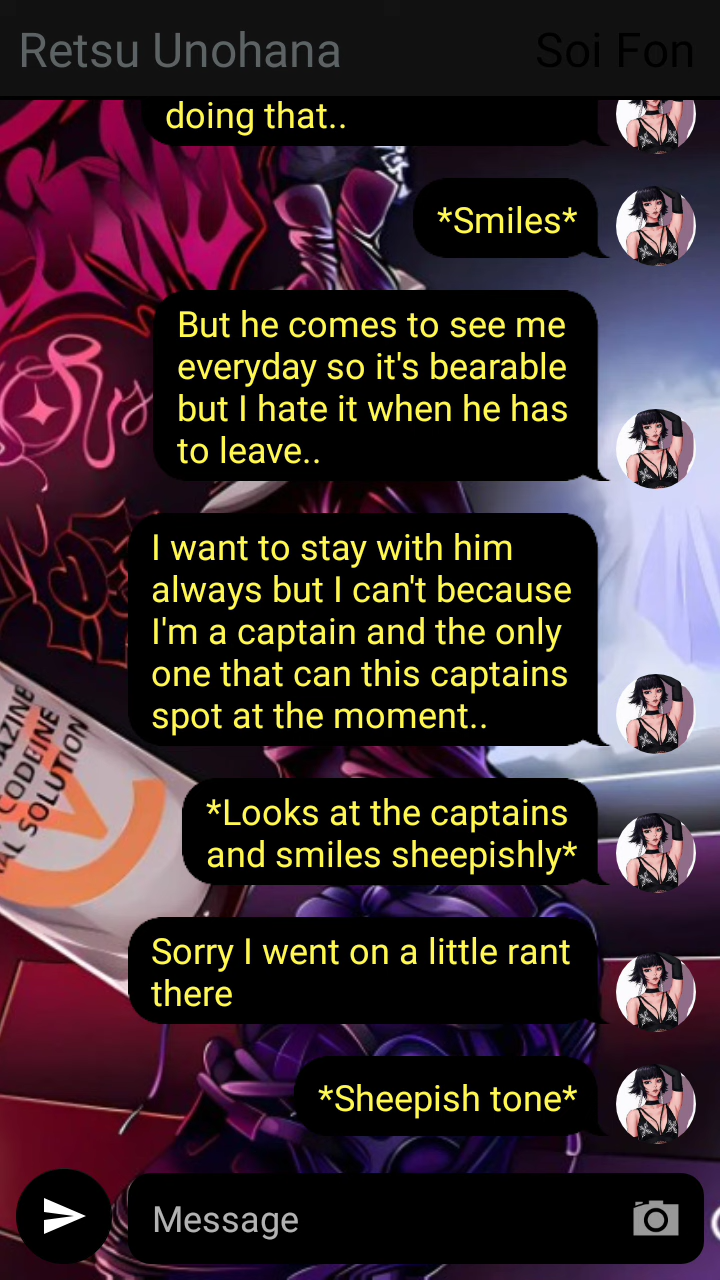 Retsu Unohana Soi Fon
doing that..
*Smiles*
But he comes to see me
everyday so it's bearable
but I hate it when he has
to leave..
I want to stay with him
always but I can't because
I'm a captain and the only
one that can this captains
spot at the moment..
*Looks at the captains
and smiles sheepishly*
Sorry I went on a little rant
there
*Sheepish tone*
AZINE
CODEINE
AL SOLUTION
Message